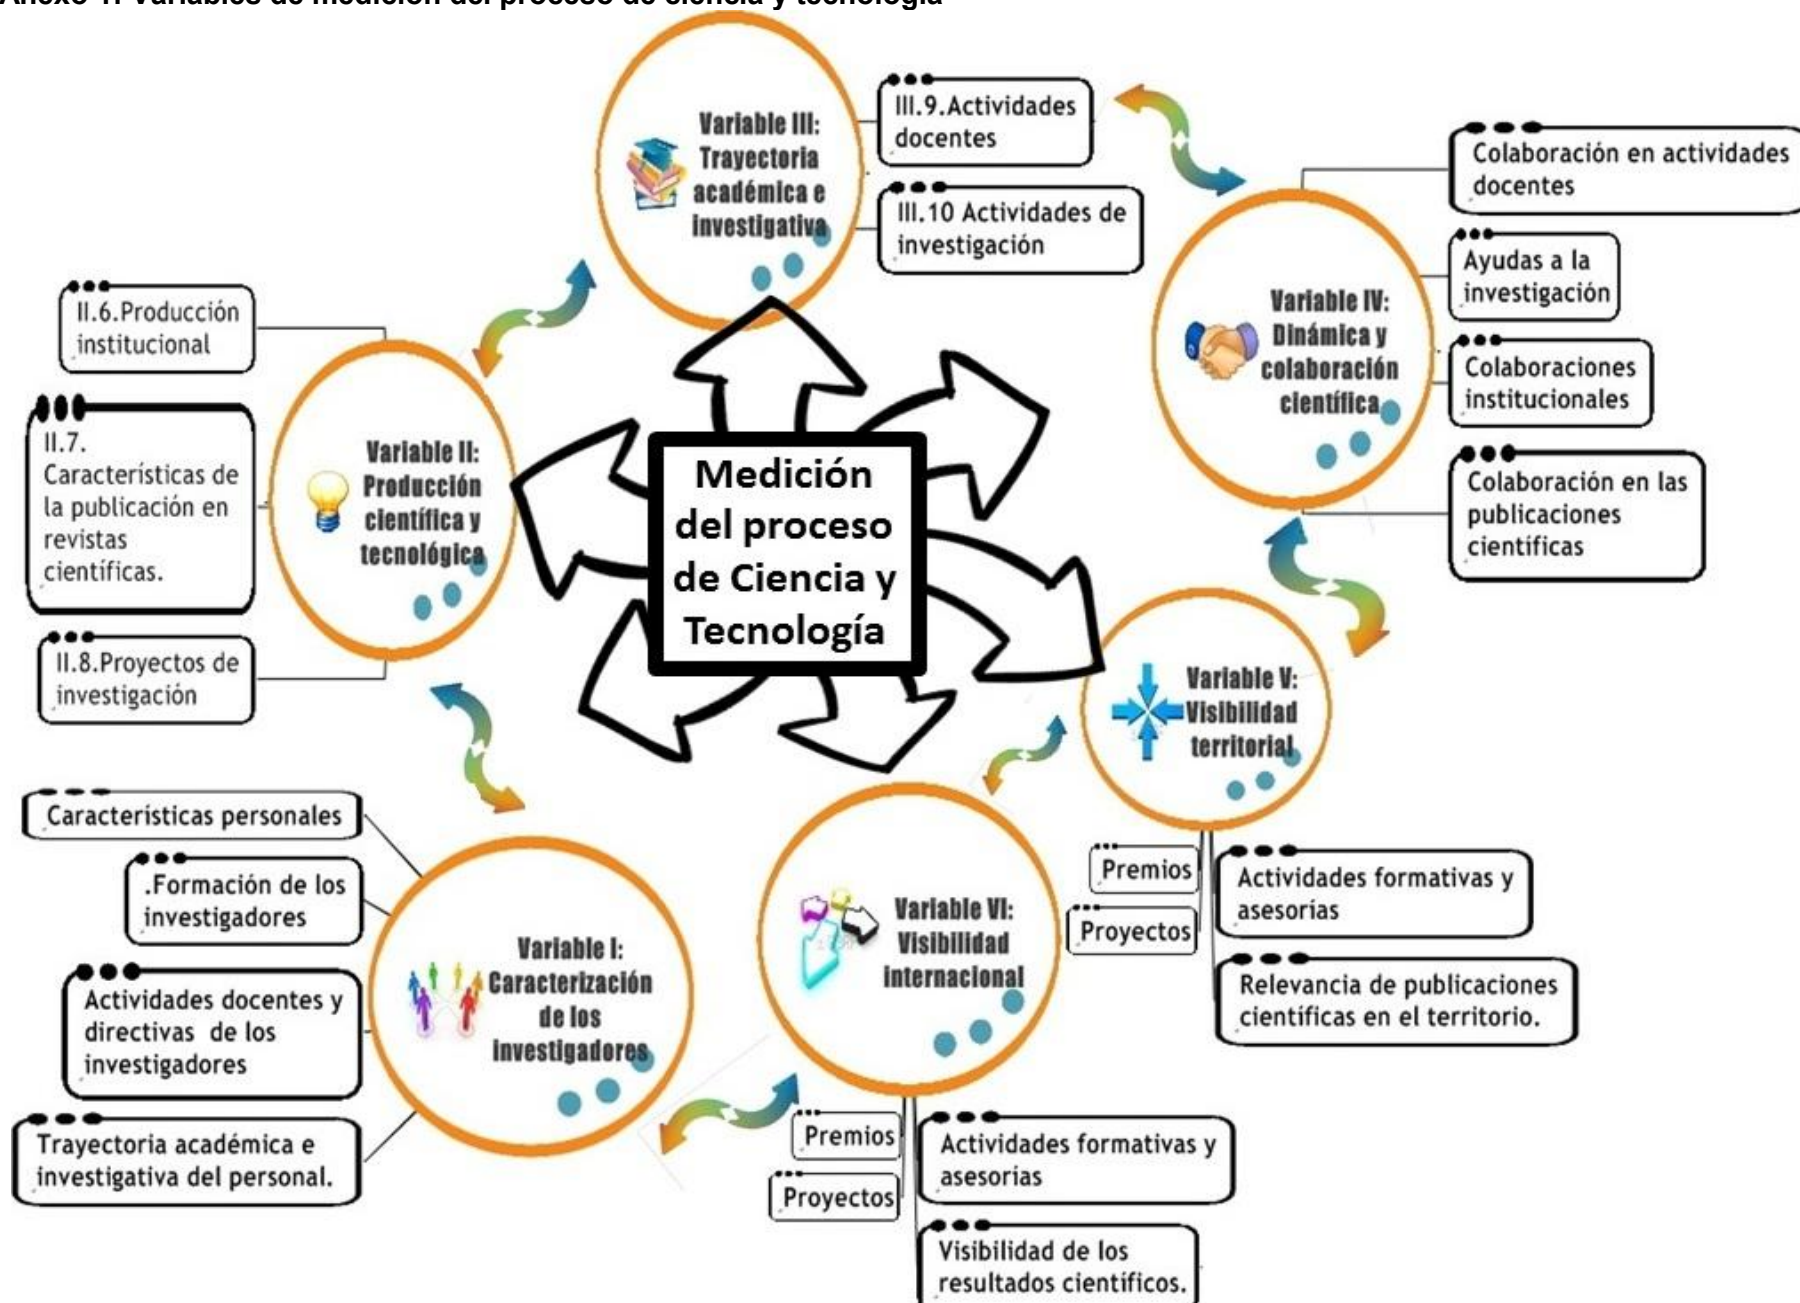 Anexo 1. Variables de medición del proceso de ciencia y tecnología
Variable III:
Trayectoria
académica e
investigativa
III.9.Actividades
docentes
III.10 Actividades de
investigación
Variable IV:
Dinámica y
colaboración
científica
Colaboración en actividades
docentes
Ayudas a la
investigación
Colaboraciones
institucionales
Colaboración en las
publicaciones
científicas
II.6.Producción
institucional
II.7.
Características de
la publicación en
revistas
científicas.
II.8.Proyectos de
investigación
Variable II:
Producción
científica y
tecnológica
Medición
del proceso
de Ciencia y
Tecnología
Variable V:
Visibilidad
territorial
Premios
Proyectos
Actividades formativas y
asesorías
Relevancia de publicaciones
científicas en el territorio.
Características personales
.Formación de los
investigadores
Actividades docentes y
directivas de los
investigadores
Trayectoria académica e
investigativa del personal.
Variable I:
Caracterización
de los
investigadores
Variable VI:
Visibilidad
internacional
Premios
Proyectos
Actividades formativas y
asesorías
Visibilidad de los
resultados científicos.